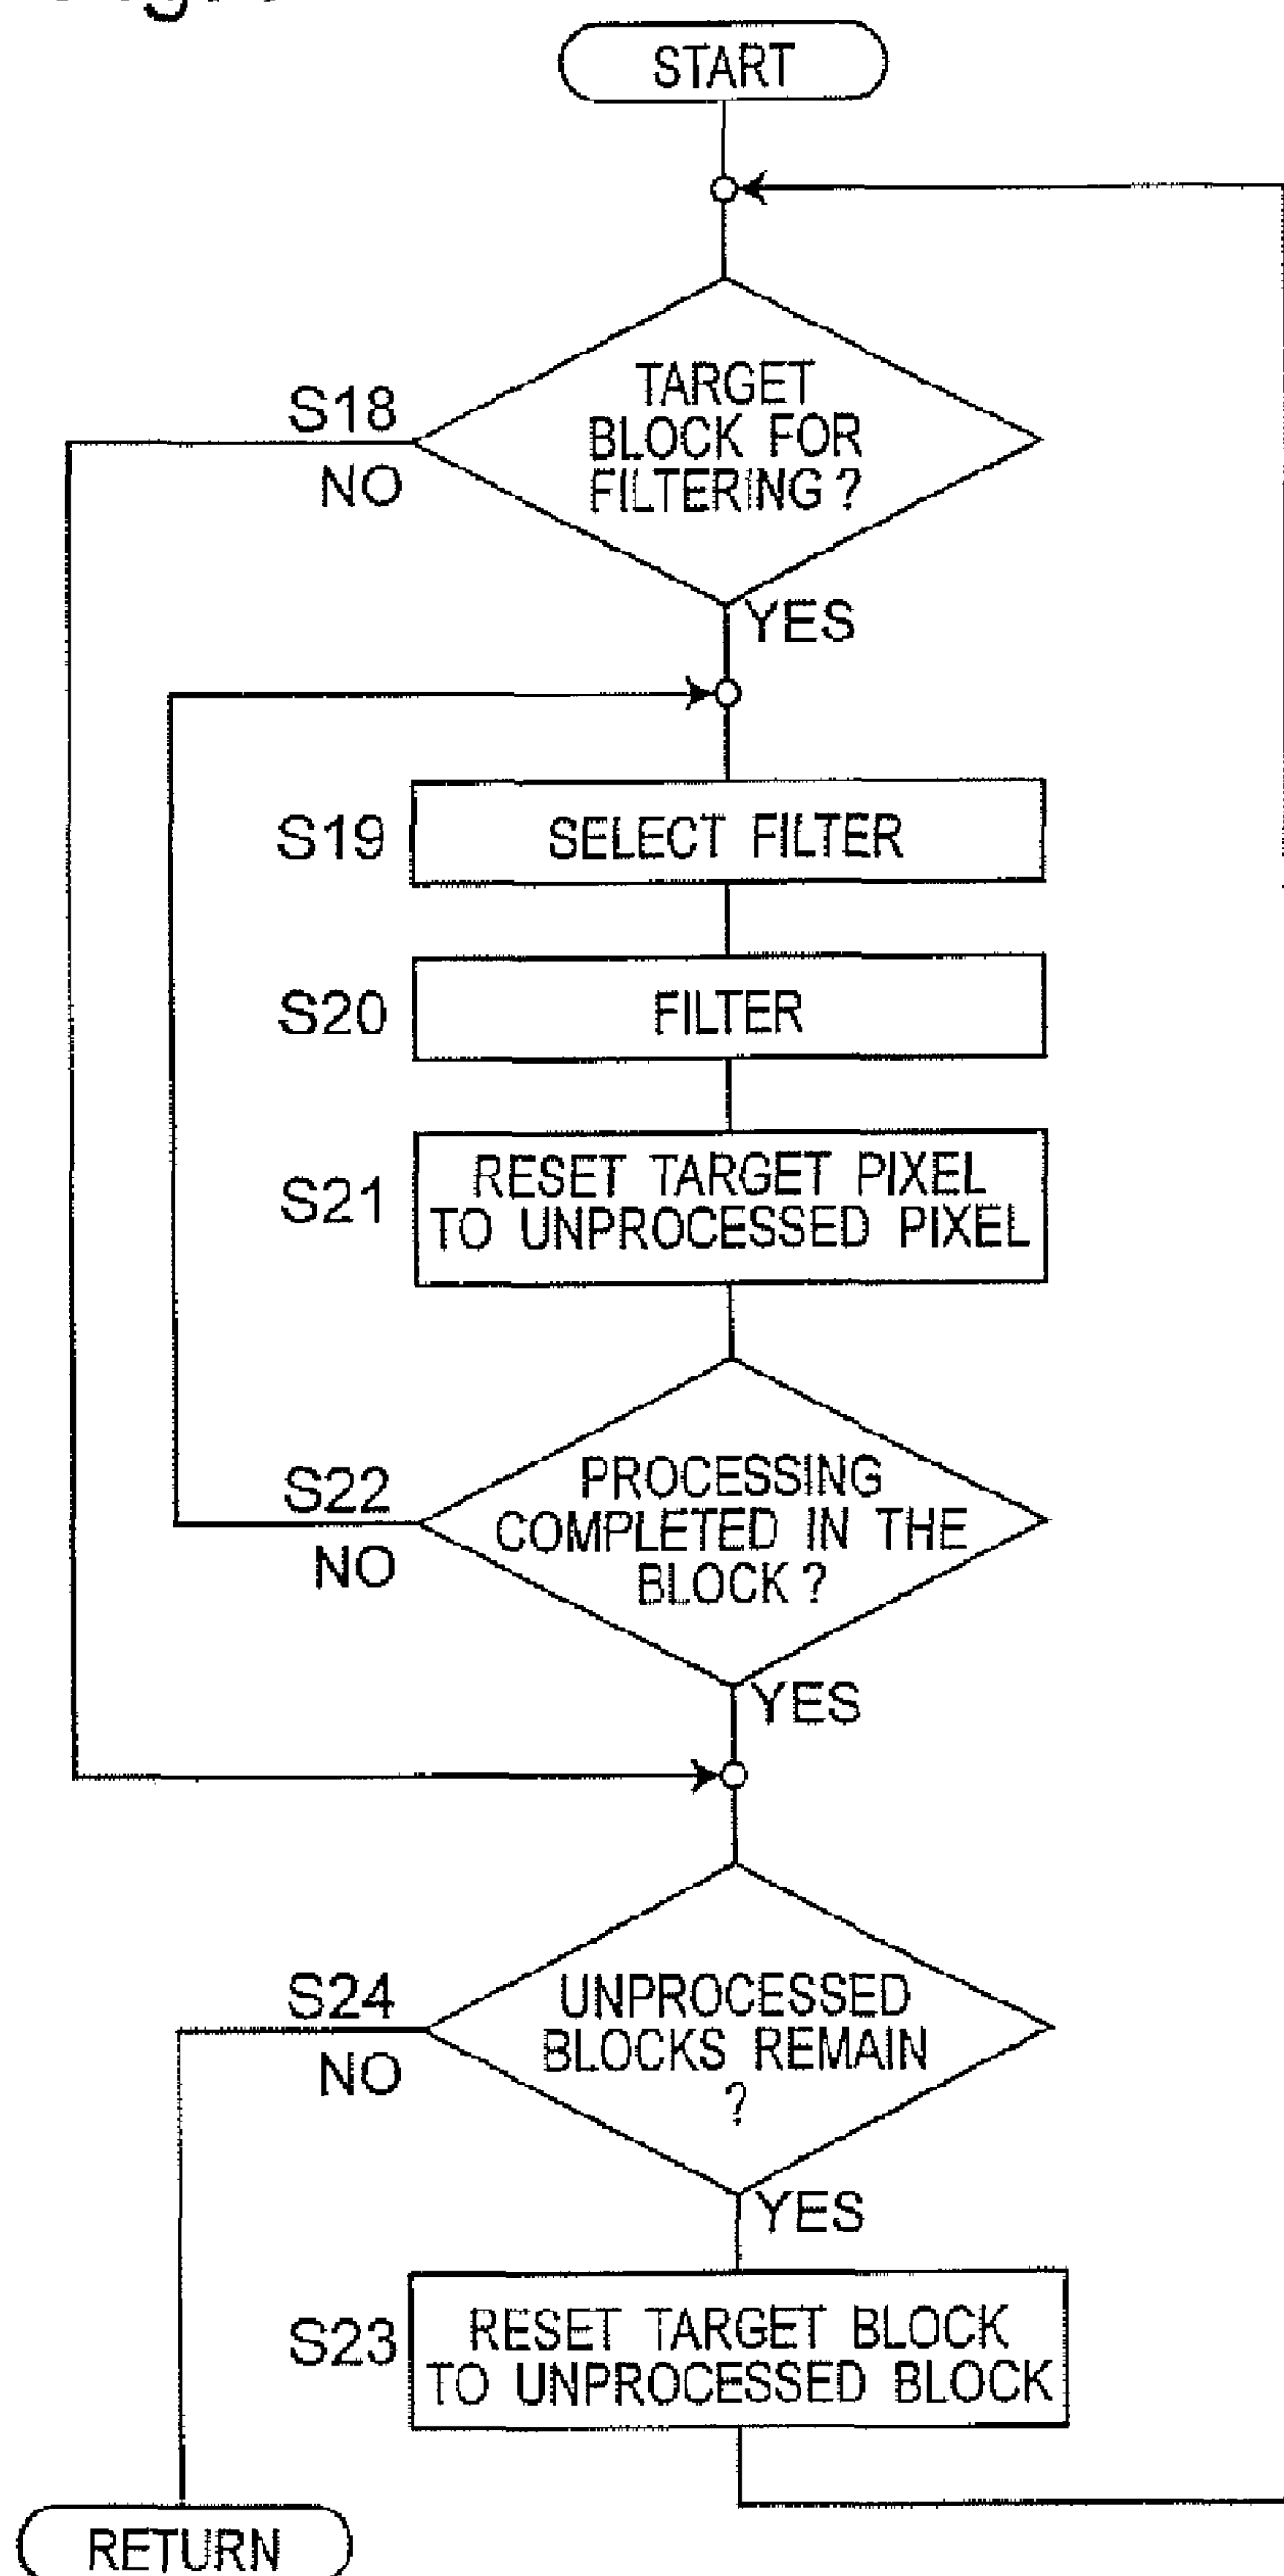 START
TARGET
BLOCK FOR
FILTERING ?
S18
NO
YES
S19
SELECT FILTER
S20
FILTER
S21
RESET TARGET PIXEL
TO UNPROCESSED PIXEL
PROCESSING
COMPLETED IN THE
BLOCK ?
S22
NO
YES
UNPROCESSED
BLOCKS REMAIN
?
S24
NO
YES
S23
RESET TARGET BLOCK
TO UNPROCESSED BLOCK
RETURN